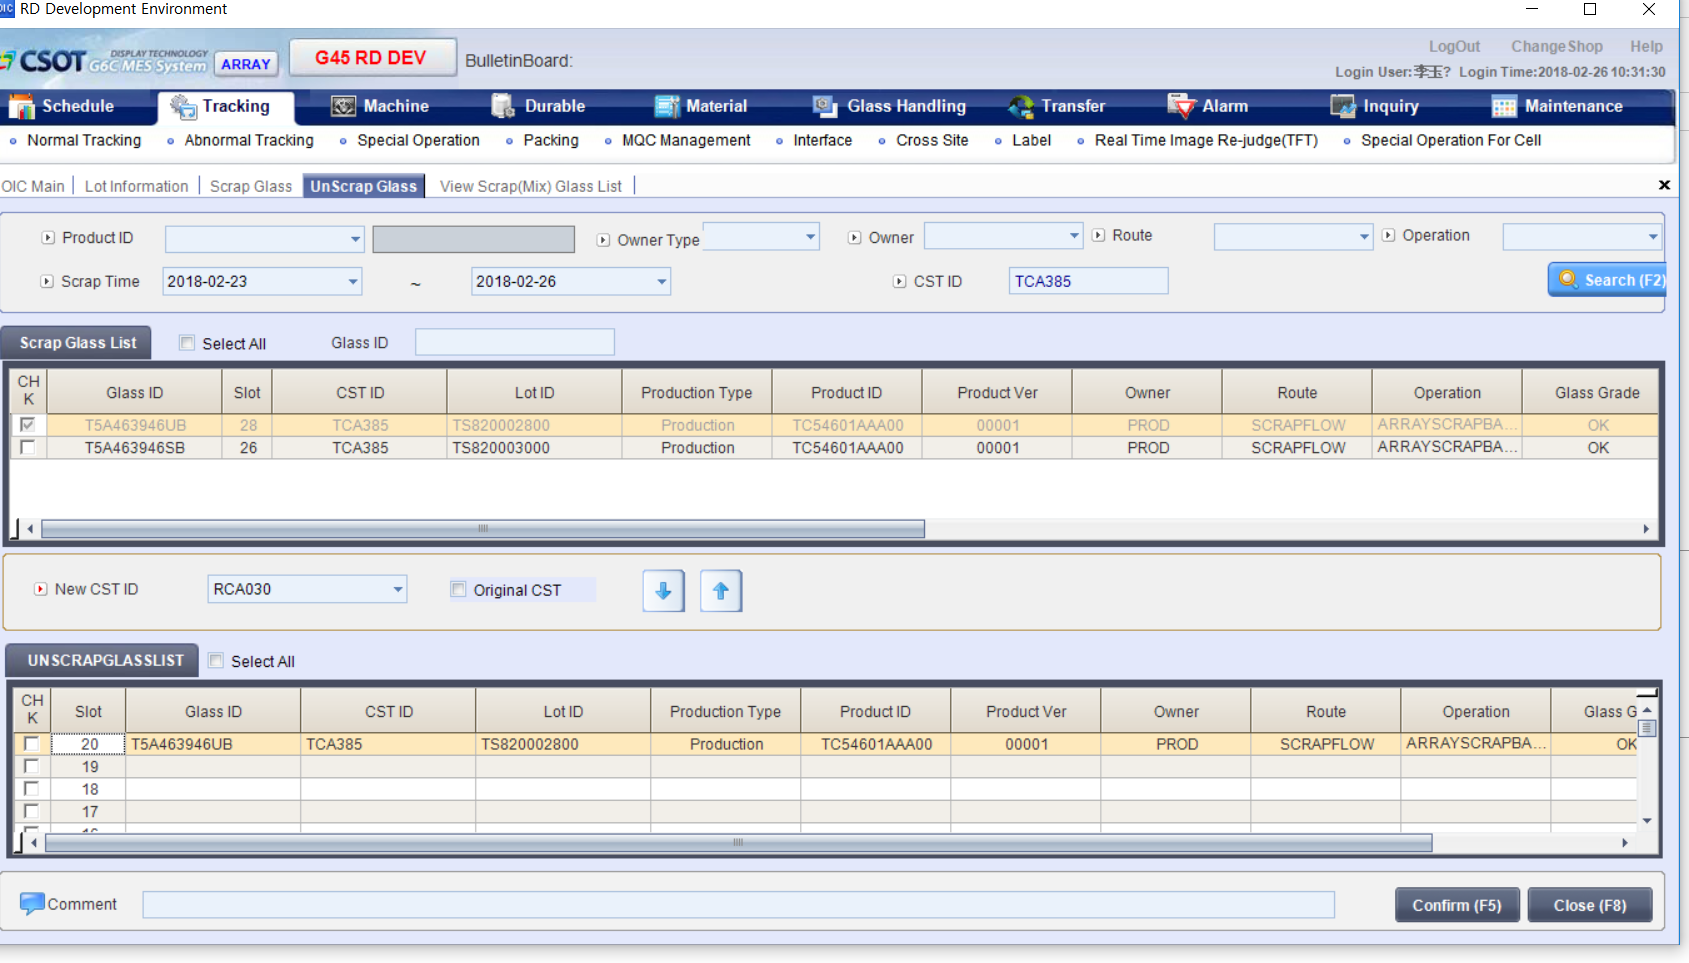 OIC RD Development Environment
CSOT DISPLAY TECHNOLOGY G6C MES System ARRAY G45 RD DEV BulletinBoard:
LogOut ChangeShop Help
Login User:李玉? Login Time:2018-02-26 10:31:30
Schedule Tracking Machine Durable Material Glass Handling Transfer Alarm Inquiry Maintenance
Normal Tracking Abnormal Tracking Special Operation Packing MQC Management Interface Cross Site Label Real Time Image Re-judge(TFT) Special Operation For Cell
OIC Main Lot Information Scrap Glass UnScrap Glass View Scrap(Mix) Glass List
Product ID Owner Type Owner Route Operation
Scrap Time 2018-02-23 ~ 2018-02-26 CST ID TCA385 Search (F2)
Scrap Glass List Select All Glass ID
CHK Glass ID Slot CST ID Lot ID Production Type Product ID Product Ver Owner Route Operation Glass Grade
T5A463946UB 28 TCA385 TS820002800 Production TC54601AAA00 00001 PROD SCRAPFLOW ARRAYSCRAPBA... OK
T5A463946SB 26 TCA385 TS820003000 Production TC54601AAA00 00001 PROD SCRAPFLOW ARRAYSCRAPBA... OK
New CST ID RCA030 Original CST
UNSCRAPGLASSLIST Select All
CHK Slot Glass ID CST ID Lot ID Production Type Product ID Product Ver Owner Route Operation Glass G
20 T5A463946UB TCA385 TS820002800 Production TC54601AAA00 00001 PROD SCRAPFLOW ARRAYSCRAPBA... OK
19
18
17
16
Comment Confirm (F5) Close (F8)